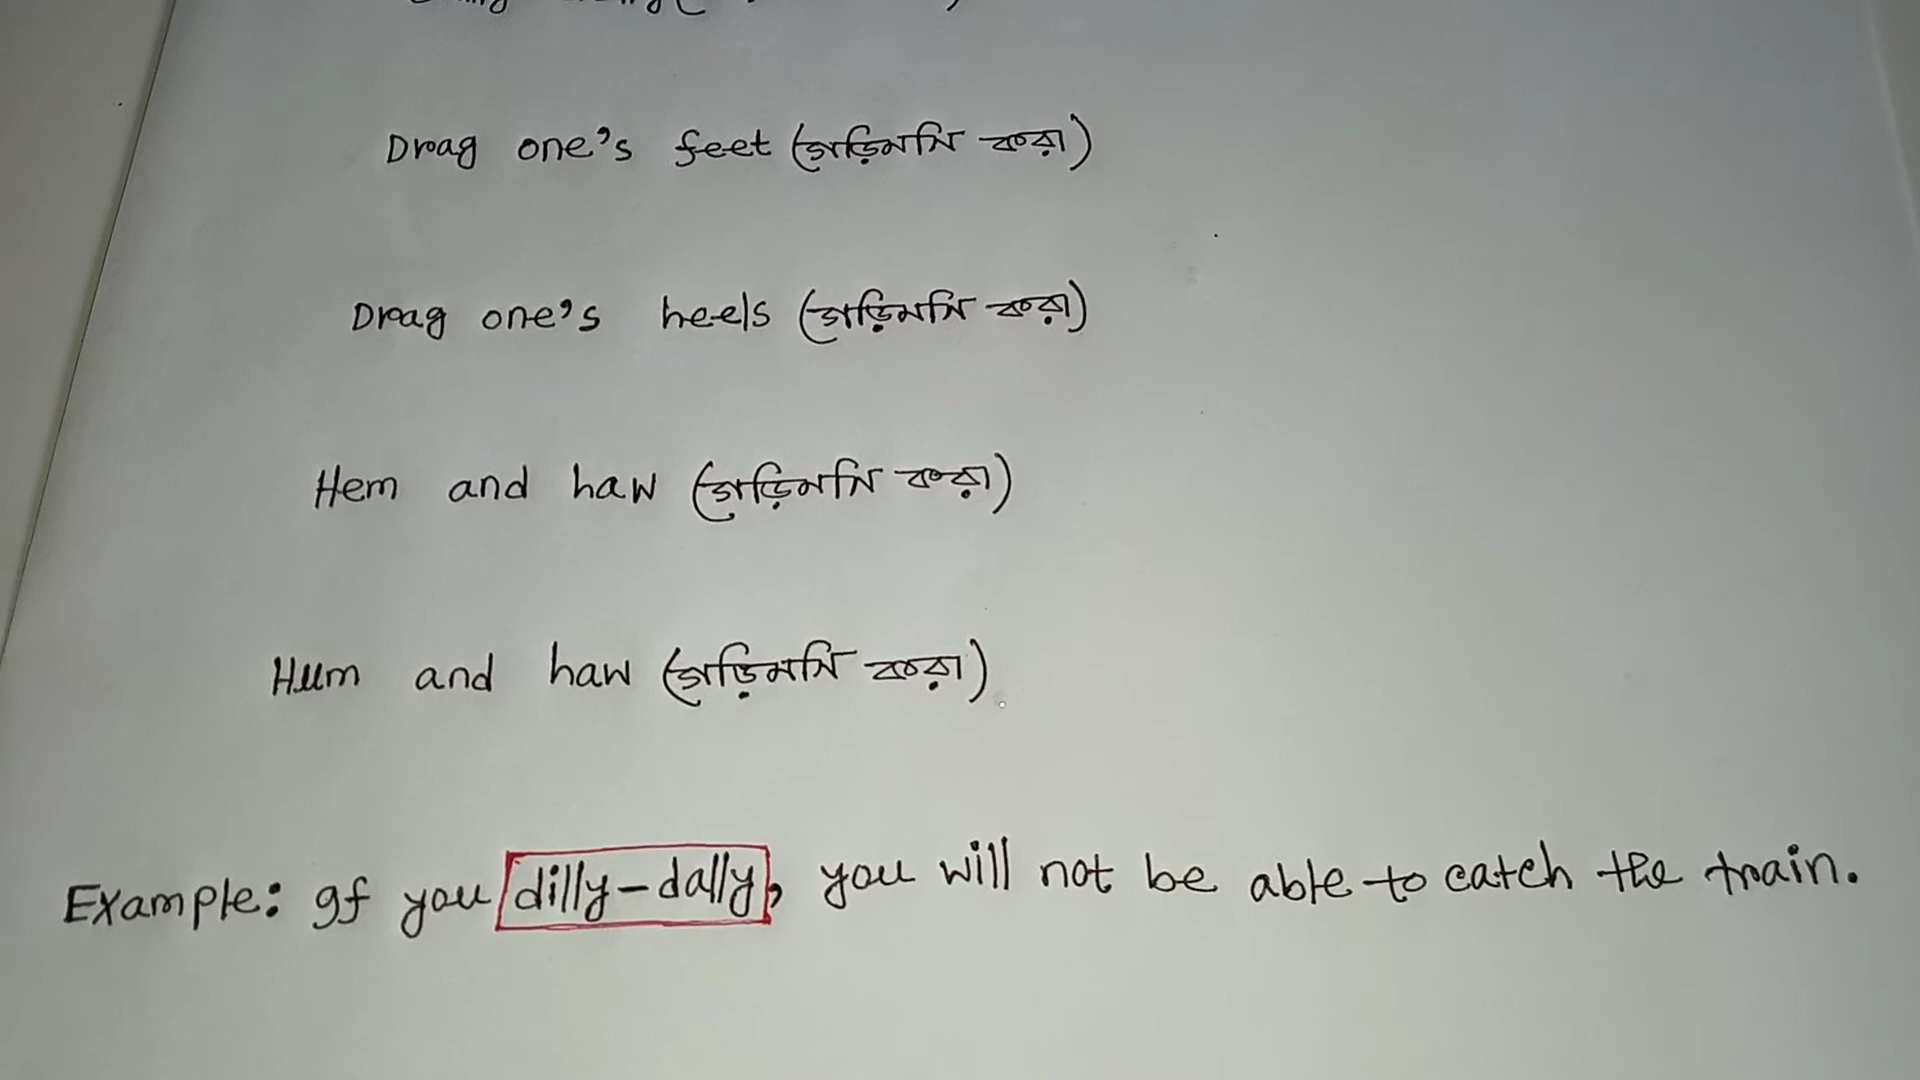 Drag one's feet (গড়িমসি করা)
Drag one's heels (গড়িমসি করা)
Hem and haw (গড়িমসি করা)
Hum and haw (গড়িমসি করা)
Example: If you dilly-dally, you will not be able to catch the train.